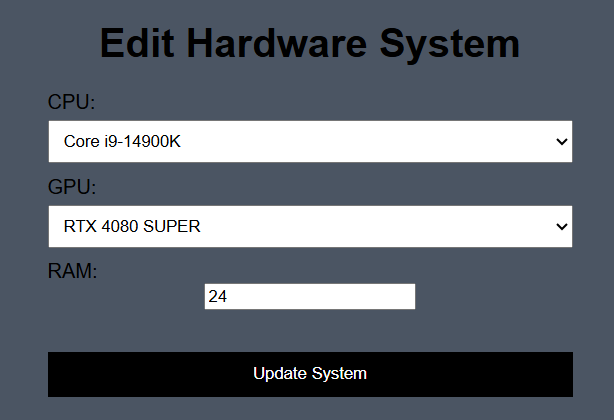 Edit Hardware System
CPU:
Core i9-14900K
GPU:
RTX 4080 SUPER
RAM:
24
Update System